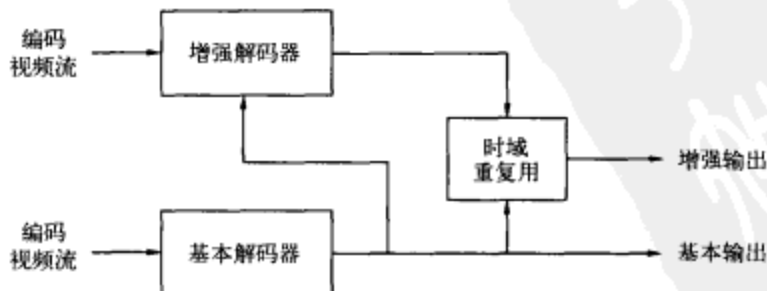 编码
视频流
增强解码器
时域
重复用
增强输出
编码
视频流
基本解码器
基本输出